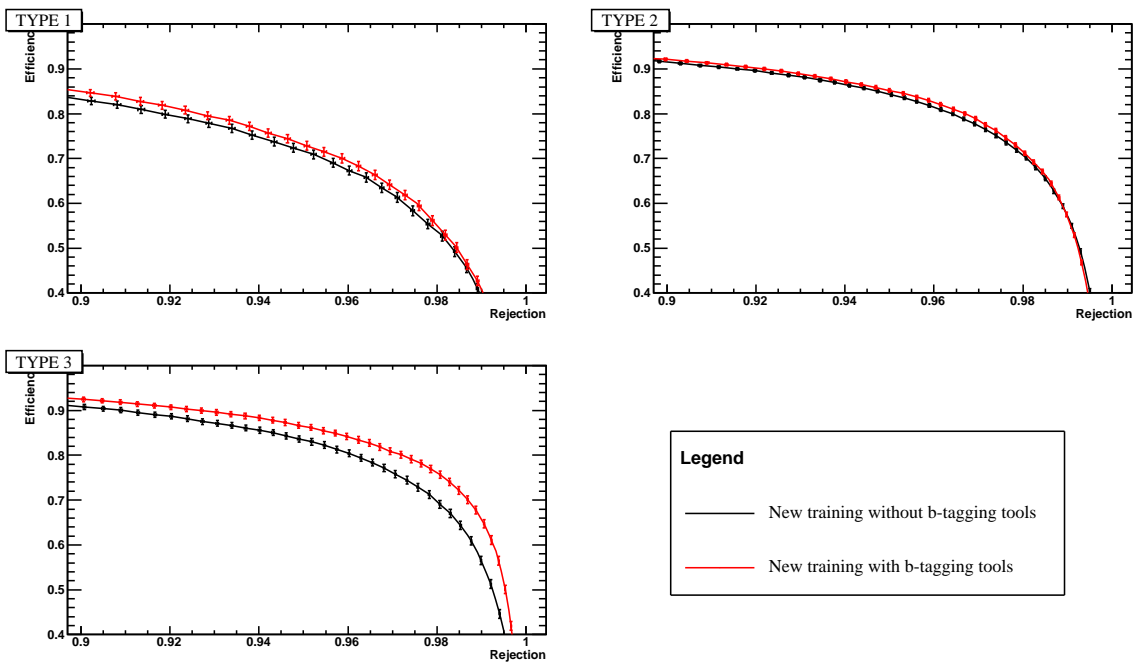 TYPE 1
Efficienc
0.9
0.8
0.7
0.6
0.5
0.4
0.9 0.92 0.94 0.96 0.98 1
Rejection
TYPE 2
Efficienc
0.9
0.8
0.7
0.6
0.5
0.4
0.9 0.92 0.94 0.96 0.98 1
Rejection
TYPE 3
Efficienc
0.9
0.8
0.7
0.6
0.5
0.4
0.9 0.92 0.94 0.96 0.98 1
Rejection
Legend
New training without b-tagging tools
New training with b-tagging tools